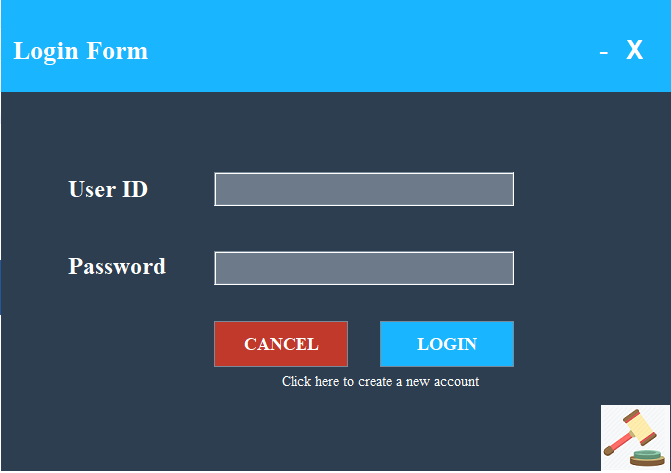 Login Form - X
User ID
Password
CANCEL LOGIN
Click here to create a new account